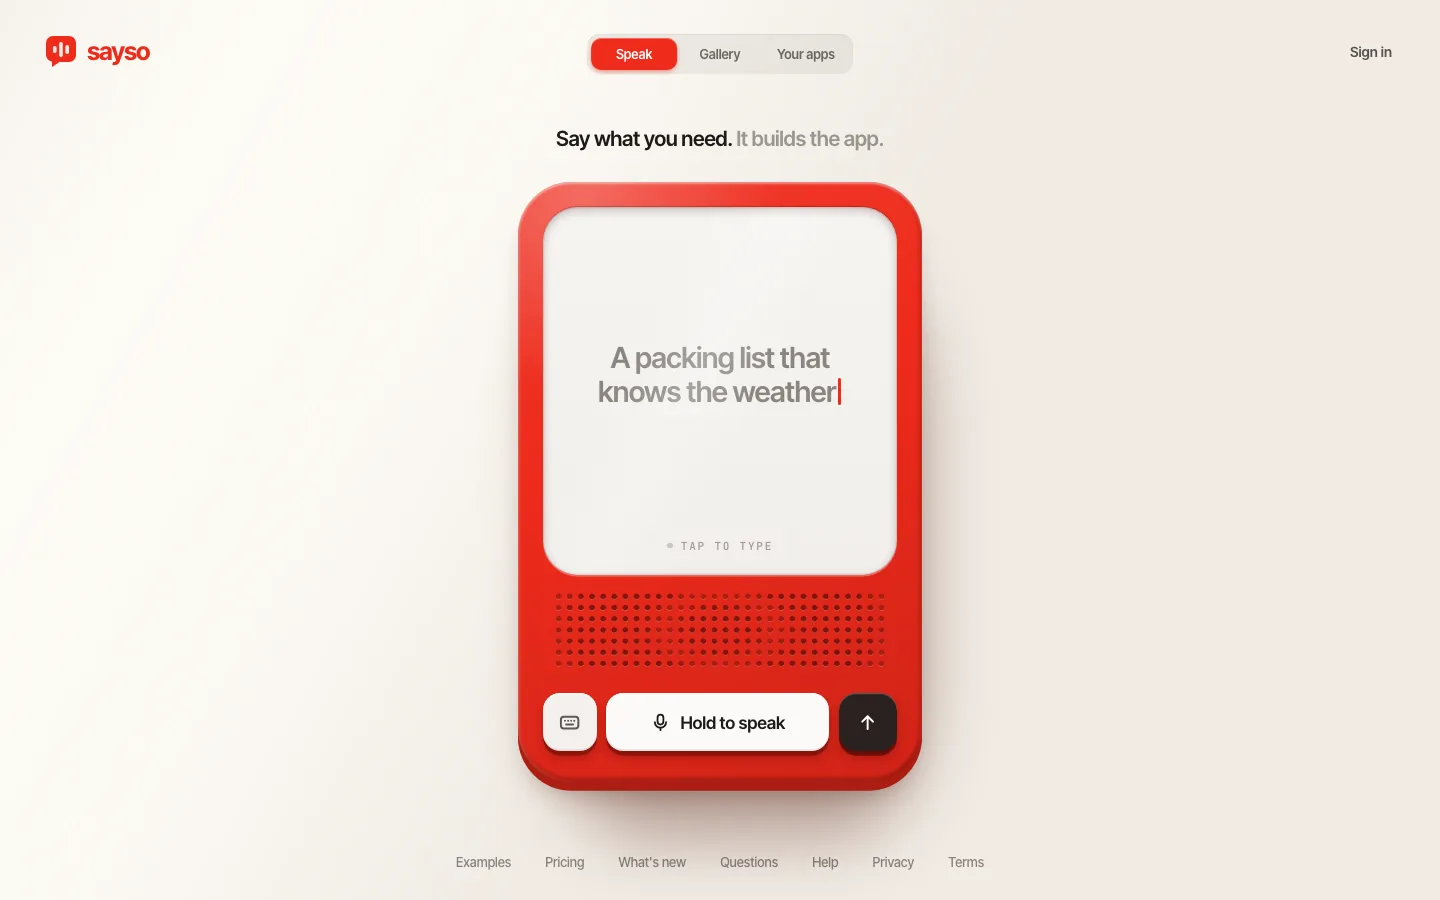 sayso
Speak
Gallery
Your apps
Sign in
Say what you need. It builds the app.
A packing list that
knows the weather
TAP TO TYPE
Hold to speak
Examples
Pricing
What's new
Questions
Help
Privacy
Terms